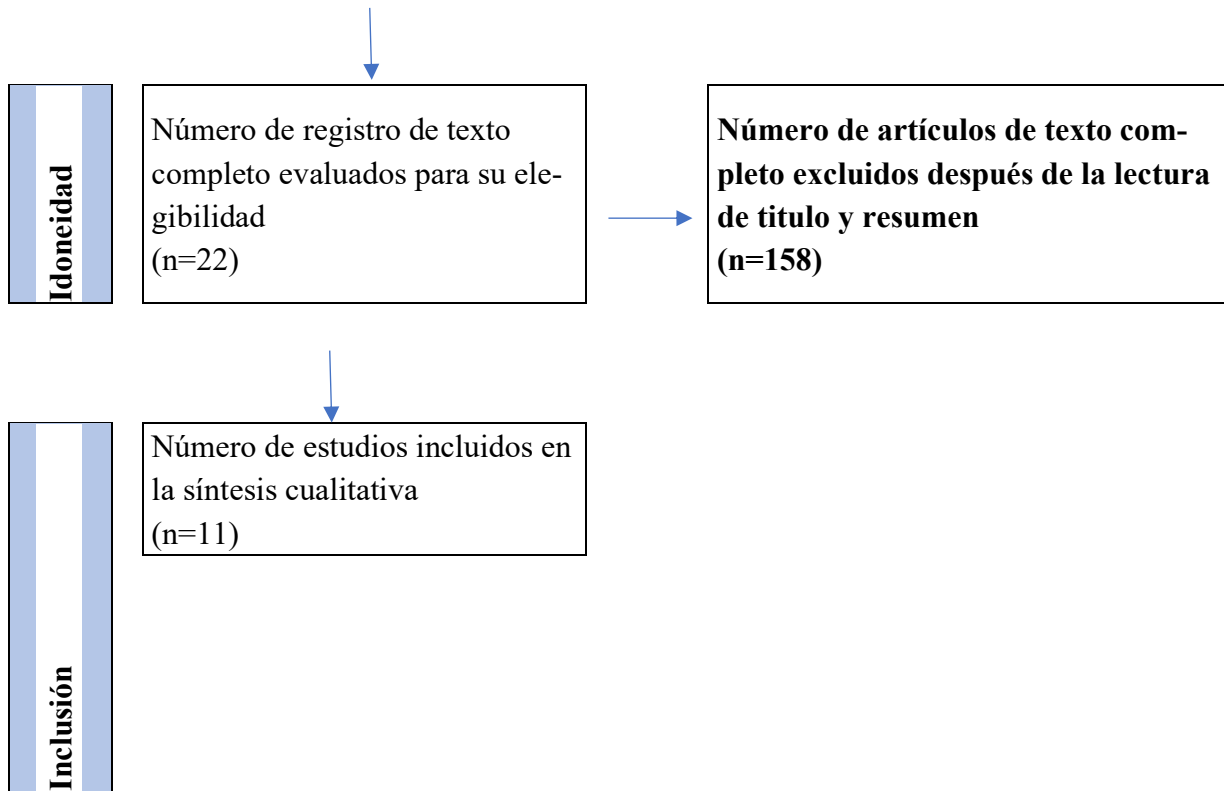 Idoneidad
Número de registro de texto
completo evaluados para su ele-
gibilidad
(n=22)
Número de artículos de texto com-
pleto excluidos después de la lectura
de titulo y resumen
(n=158)
Inclusión
Número de estudios incluidos en
la síntesis cualitativa
(n=11)